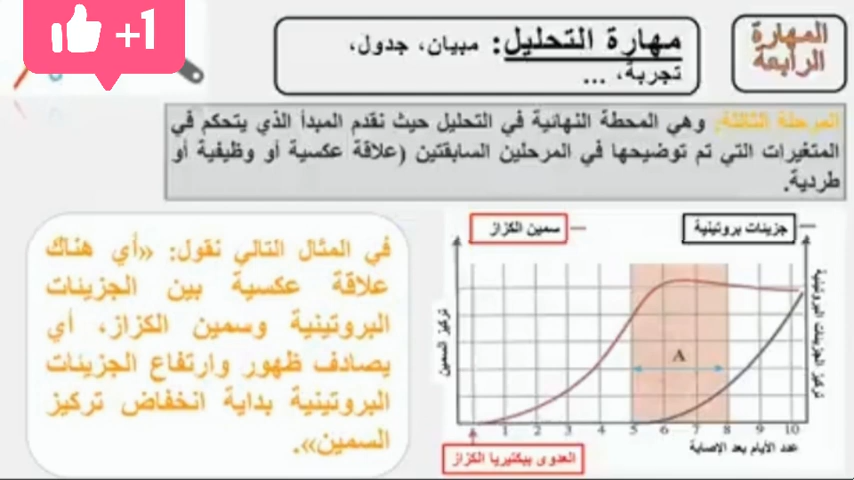 +1
مهارة التحليل: مبيان، جدول،
تجربة، ...
المهارة
الرابعة
المرحلة الثالثة: وهي المحطة النهائية في التحليل حيث نقدم المبدأ الذي يتحكم في
المتغيرات التي تم توضيحها في المرحلين السابقتين (علاقة عكسية أو وظيفية أو
طردية.
في المثال التالي نقول: «أي هناك
علاقة عكسية بين الجزيئات
البروتينية وسمين الكزاز، أي
يصادف ظهور وارتفاع الجزيئات
البروتينية بداية انخفاض تركيز
السمين».
جزيئات بروتينية
سمين الكزاز
تركيز السمين
تركيز الجزيئات البروتينية
A
1 2 3 4 5 6 7 8 9 10
عدد الأيام بعد الإصابة
العدوى ببكتيريا الكزاز